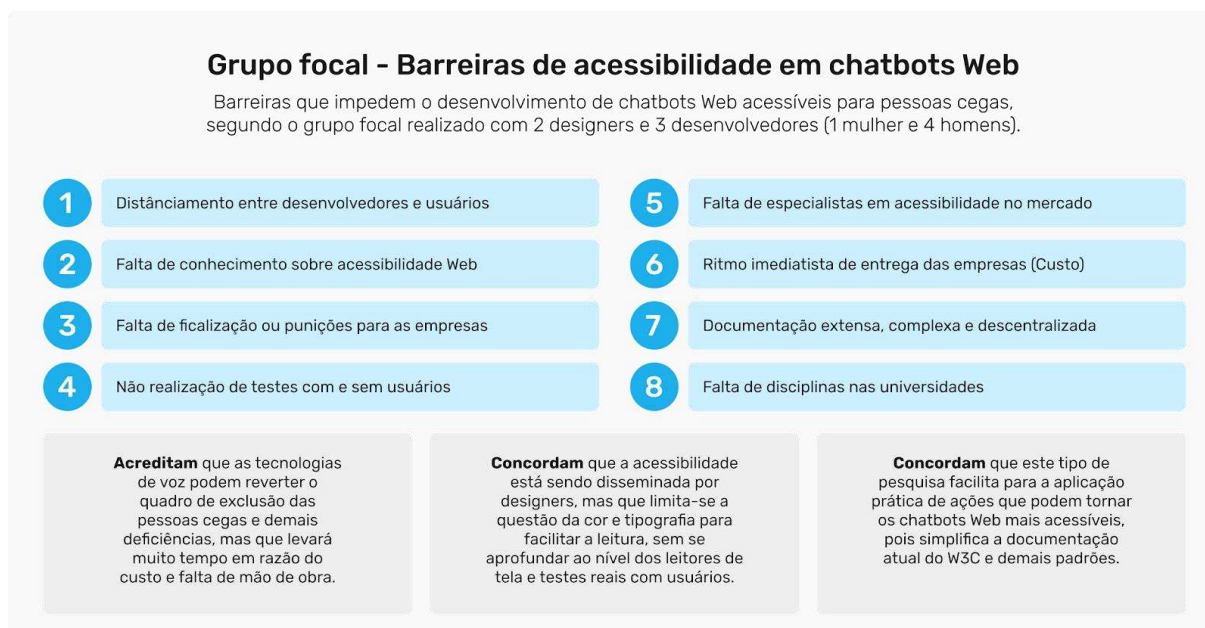 Grupo focal - Barreiras de acessibilidade em chatbots Web
Barreiras que impedem o desenvolvimento de chatbots Web acessíveis para pessoas cegas,
segundo o grupo focal realizado com 2 designers e 3 desenvolvedores (1 mulher e 4 homens).
1 Distânciamento entre desenvolvedores e usuários
2 Falta de conhecimento sobre acessibilidade Web
3 Falta de ficalização ou punições para as empresas
4 Não realização de testes com e sem usuários
5 Falta de especialistas em acessibilidade no mercado
6 Ritmo imediatista de entrega das empresas (Custo)
7 Documentação extensa, complexa e descentralizada
8 Falta de disciplinas nas universidades
Acreditam que as tecnologias
de voz podem reverter o
quadro de exclusão das
pessoas cegas e demais
deficiências, mas que levará
muito tempo em razão do
custo e falta de mão de obra.
Concordam que a acessibilidade
está sendo disseminada por
designers, mas que limita-se a
questão da cor e tipografia para
facilitar a leitura, sem se
aprofundar ao nível dos leitores de
tela e testes reais com usuários.
Concordam que este tipo de
pesquisa facilita para a aplicação
prática de ações que podem tornar
os chatbots Web mais acessíveis,
pois simplifica a documentação
atual do W3C e demais padrões.